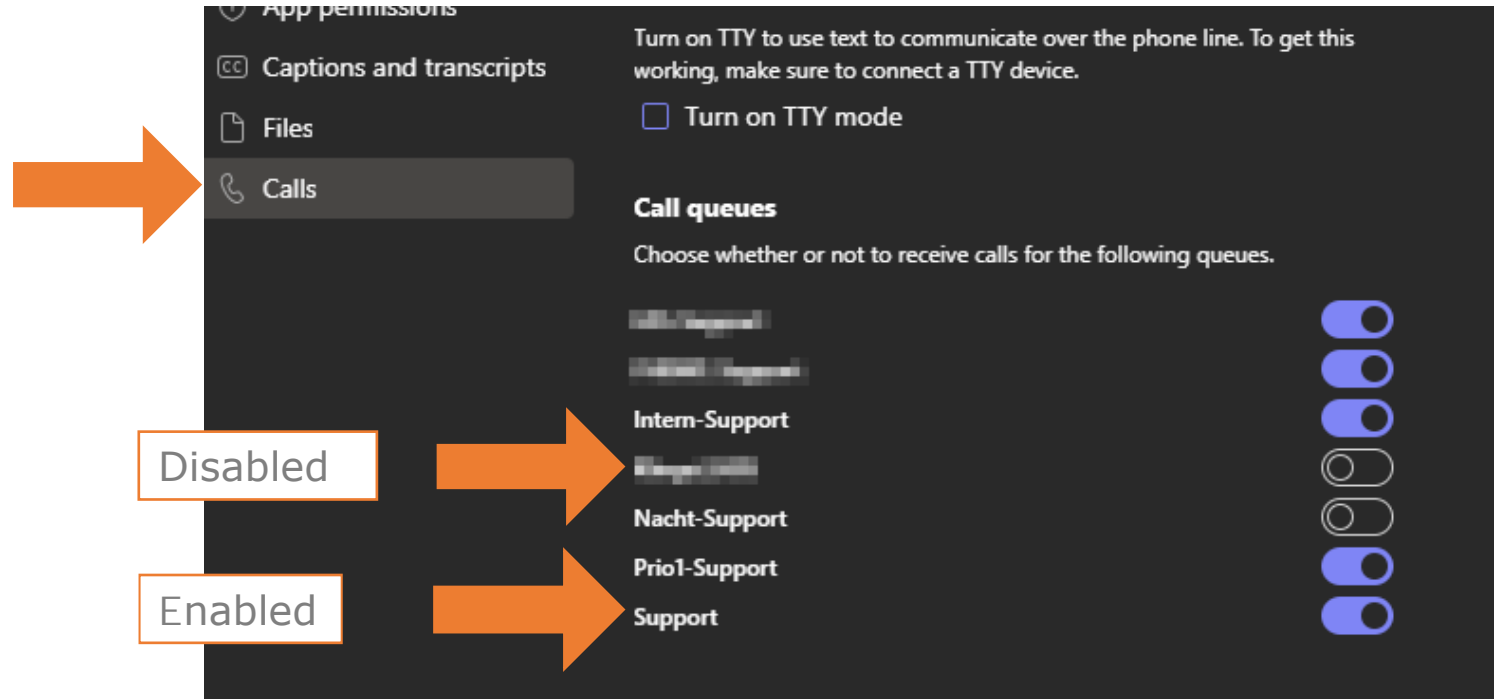 App permissions
Captions and transcripts
Files
Calls
Turn on TTY to use text to communicate over the phone line. To get this
working, make sure to connect a TTY device.
Turn on TTY mode
Call queues
Choose whether or not to receive calls for the following queues.
Intern-Support
Disabled
Nacht-Support
Prio1-Support
Enabled
Support